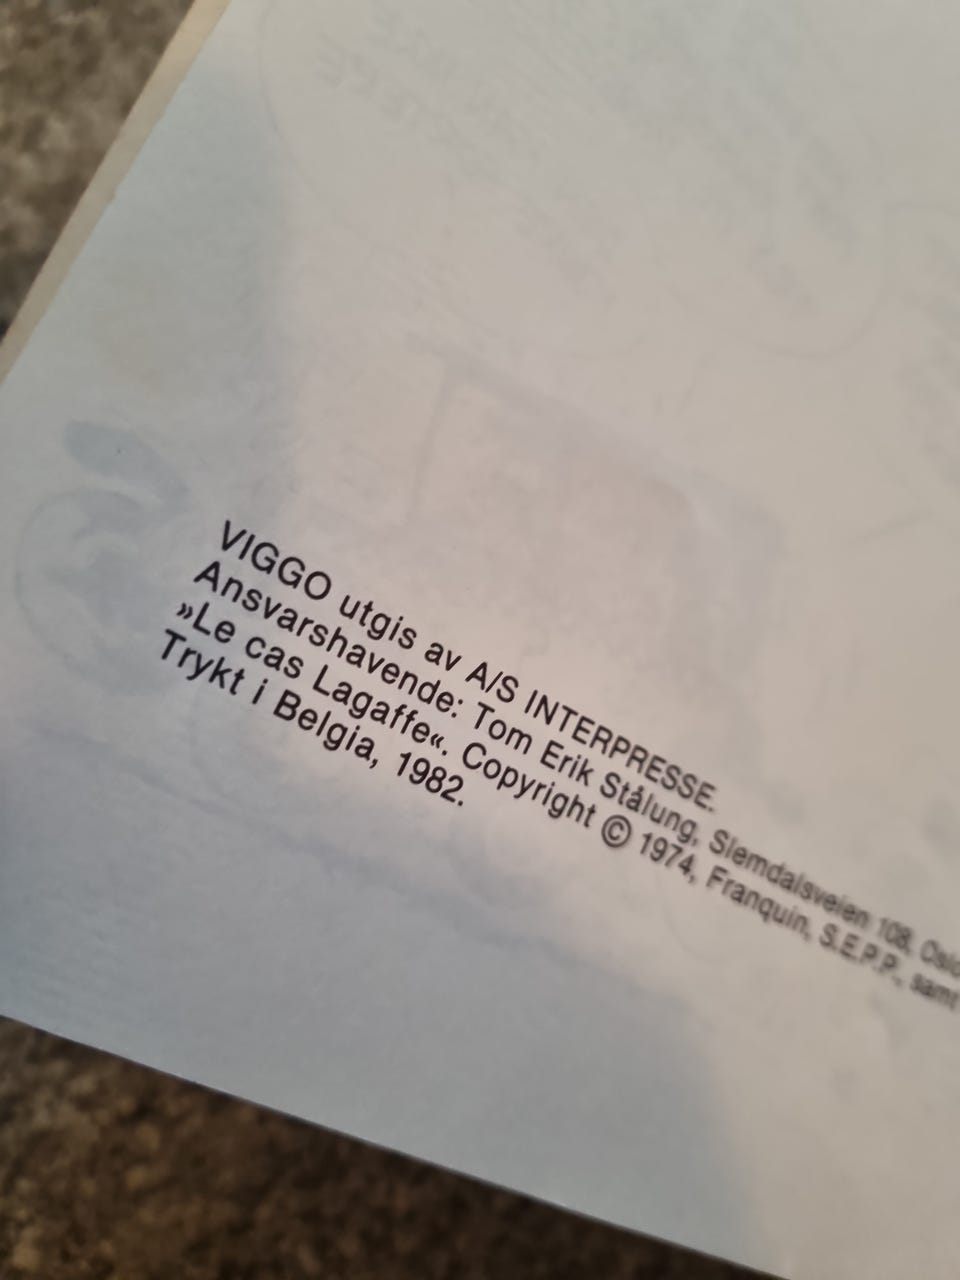 VIGGO utgis av A/S INTERPRESSE.
Ansvarshavende: Tom Erik Stålung, Slemdalsveien 108, Oslo
»Le cas Lagaffe«. Copyright © 1974, Franquin, S.E.P.P., samt
Trykt i Belgia, 1982.